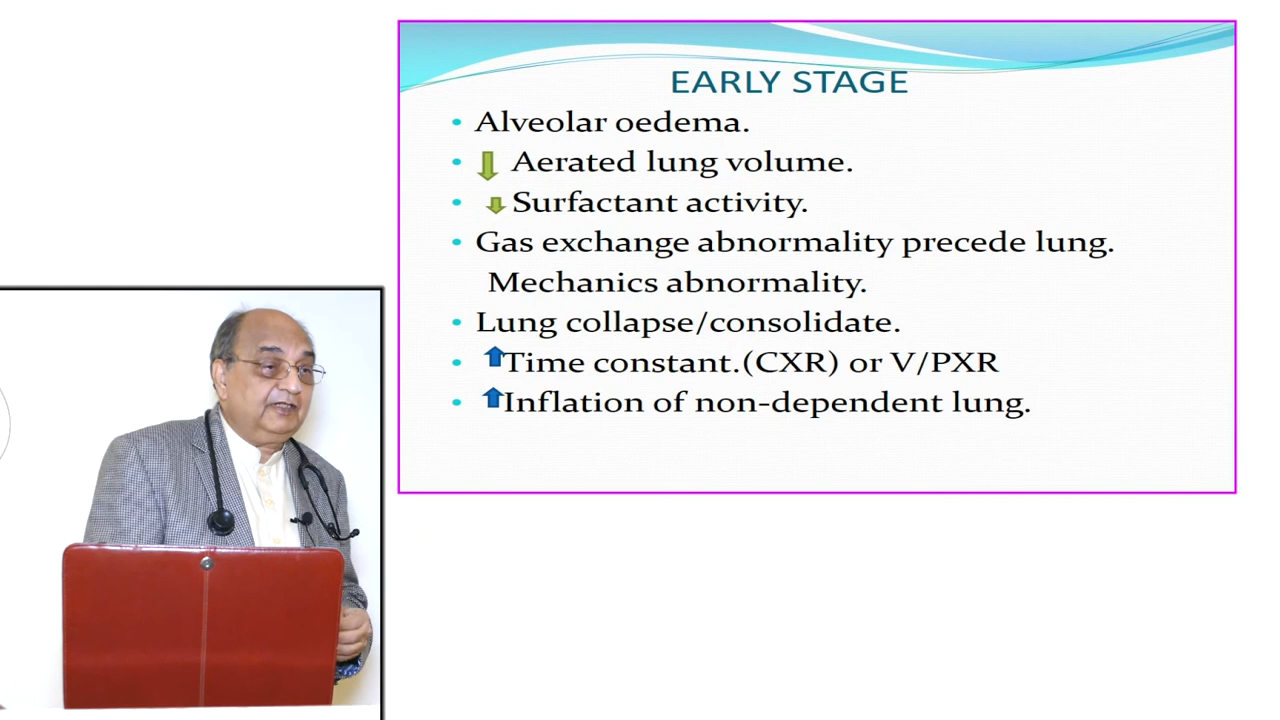 EARLY STAGE
• Alveolar oedema.
• Aerated lung volume.
• Surfactant activity.
• Gas exchange abnormality precede lung.
Mechanics abnormality.
• Lung collapse/consolidate.
• Time constant.(CXR) or V/PXR
• Inflation of non-dependent lung.